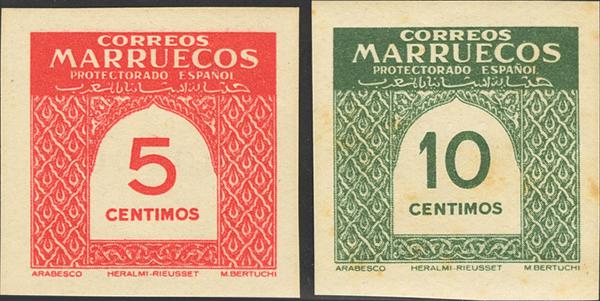 CORREOS
MARRUECOS
PROTECTORADO ESPAÑOL
5
CENTIMOS
ARABESCO HERALMI-RIEUSSET M.BERTUCHI
CORREOS
MARRUECOS
PROTECTORADO ESPAÑOL
10
CENTIMOS
ARABESCO HERALMI-RIEUSSET M.BERTUCHI